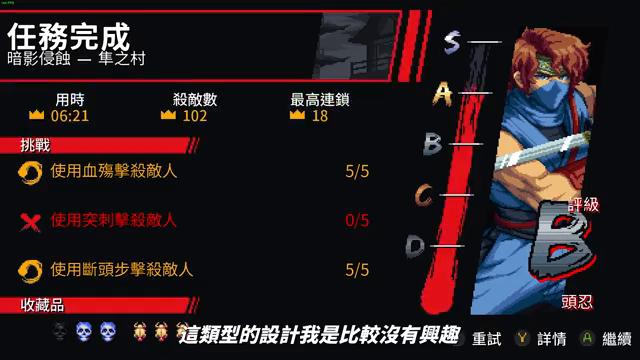 任務完成
暗影侵蝕 — 隼之村
用時
06:21
殺敵數
102
最高連鎖
18
挑戰
使用血殤擊殺敵人
5/5
使用突刺擊殺敵人
0/5
使用斷頭步擊殺敵人
5/5
收藏品
S
A
B
C
D
評級
B
頭忍
這類型的設計我是比較沒有興趣
重試
Y 詳情
A 繼續